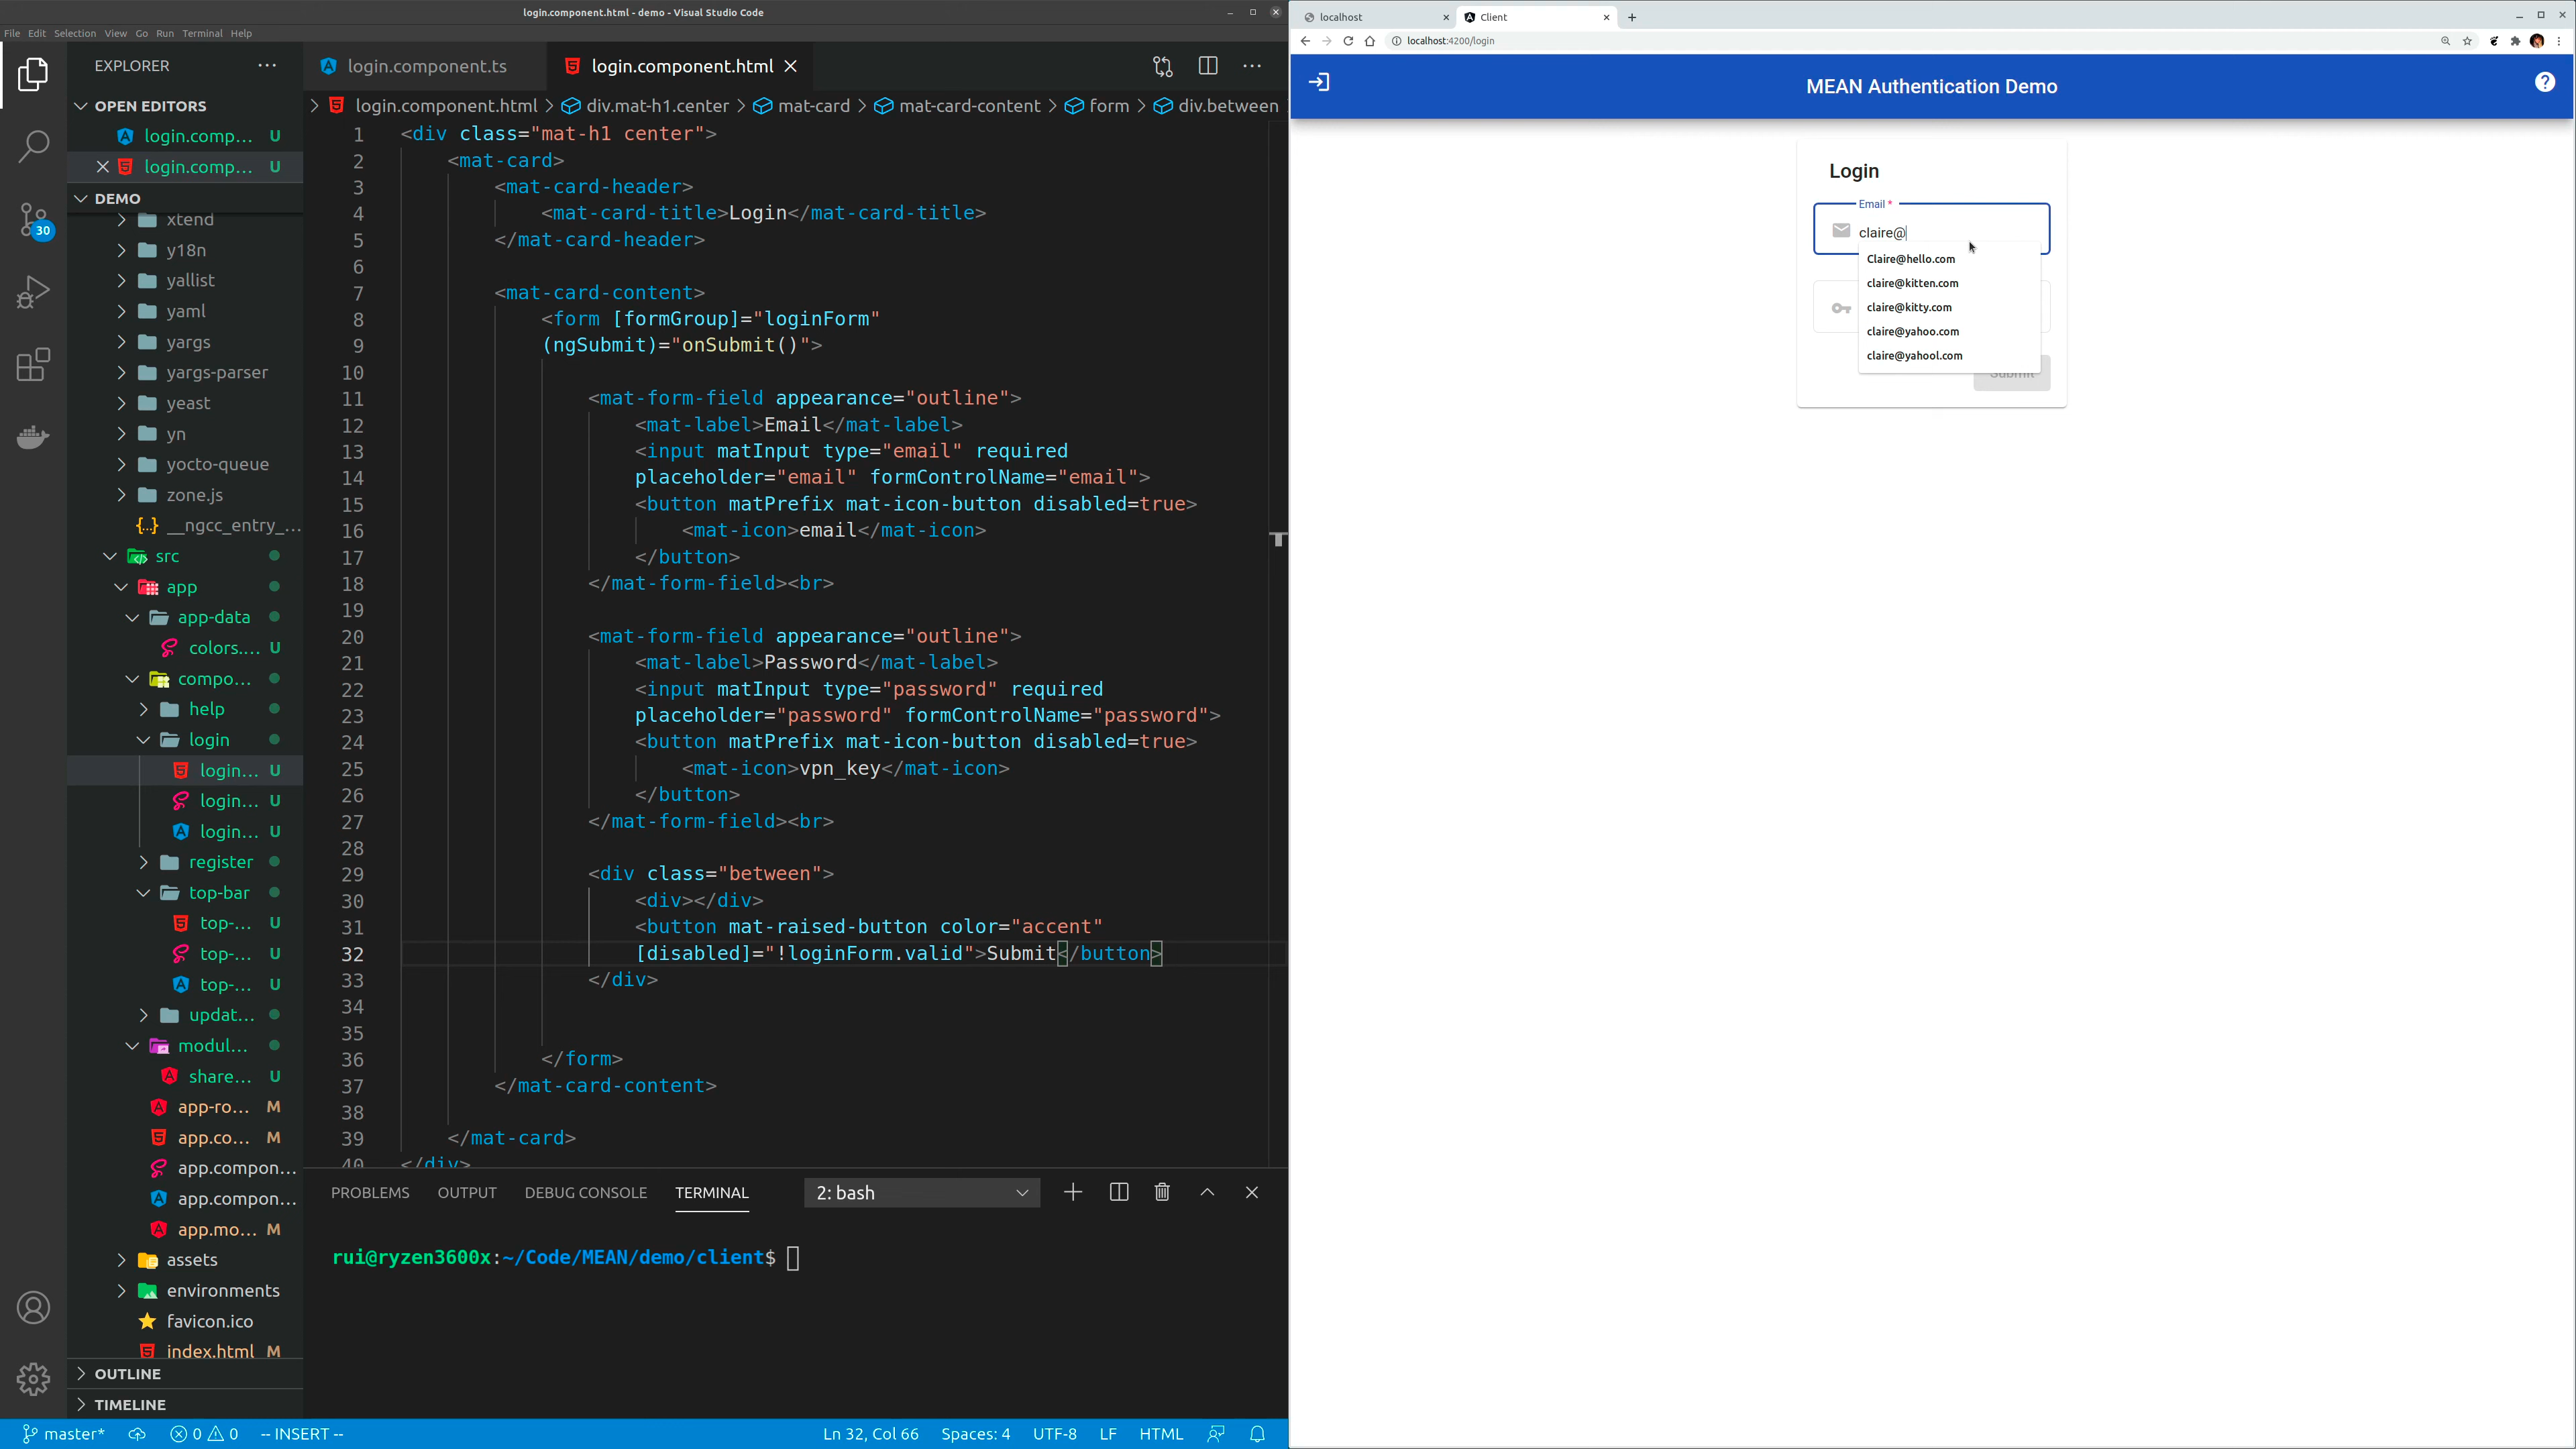 login.component.html - demo - Visual Studio Code
File Edit Selection View Go Run Terminal Help
EXPLORER
OPEN EDITORS
login.comp... U
login.comp... U
DEMO
xtend
y18n
yallist
yaml
yargs
yargs-parser
yeast
yn
yocto-queue
zone.js
__ngcc_entry_...
src
app
app-data
colors.... U
compo...
help
login
login... U
login... U
login... U
register
top-bar
top-... U
top-... U
top-... U
updat...
modul...
share... U
app-ro... M
app.co... M
app.compon...
app.compon...
app.mo... M
assets
environments
favicon.ico
index.html M
OUTLINE
TIMELINE
30
login.component.ts
login.component.html
login.component.html > div.mat-h1.center > mat-card > mat-card-content > form > div.between
1 <div class="mat-h1 center">
2 <mat-card>
3 <mat-card-header>
4 <mat-card-title>Login</mat-card-title>
5 </mat-card-header>
6
7 <mat-card-content>
8 <form [formGroup]="loginForm"
9 (ngSubmit)="onSubmit()">
10
11 <mat-form-field appearance="outline">
12 <mat-label>Email</mat-label>
13 <input matInput type="email" required
14 placeholder="email" formControlName="email">
15 <button matPrefix mat-icon-button disabled=true>
16 <mat-icon>email</mat-icon>
17 </button>
18 </mat-form-field><br>
19
20 <mat-form-field appearance="outline">
21 <mat-label>Password</mat-label>
22 <input matInput type="password" required
23 placeholder="password" formControlName="password">
24 <button matPrefix mat-icon-button disabled=true>
25 <mat-icon>vpn_key</mat-icon>
26 </button>
27 </mat-form-field><br>
28
29 <div class="between">
30 <div></div>
31 <button mat-raised-button color="accent"
32 [disabled]="!loginForm.valid">Submit</button>
33 </div>
34
35
36 </form>
37 </mat-card-content>
38
39 </mat-card>
40 </div>
PROBLEMS OUTPUT DEBUG CONSOLE TERMINAL 2: bash
rui@ryzen3600x:~/Code/MEAN/demo/client$
master* 0 0 -- INSERT -- Ln 32, Col 66 Spaces: 4 UTF-8 LF HTML
localhost
Client
localhost:4200/login
MEAN Authentication Demo
Login
Email *
claire@
Claire@hello.com
claire@kitten.com
claire@kitty.com
claire@yahoo.com
claire@yahool.com
Submit